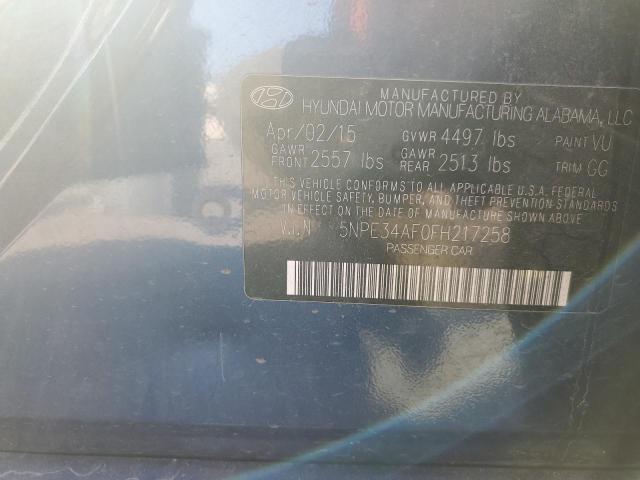 MANUFACTURED BY
HYUNDAI MOTOR MANUFACTURING ALABAMA, LLC
Apr/02/15 GVWR 4497 lbs PAINT VU
GAWR FRONT 2557 lbs GAWR REAR 2513 lbs TRIM GG
THIS VEHICLE CONFORMS TO ALL APPLICABLE U.S.A. FEDERAL
MOTOR VEHICLE SAFETY, BUMPER, AND THEFT PREVENTION STANDARDS
IN EFFECT ON THE DATE OF MANUFACTURE SHOWN ABOVE.
V.I.N 5NPE34AF0FH217258
PASSENGER CAR